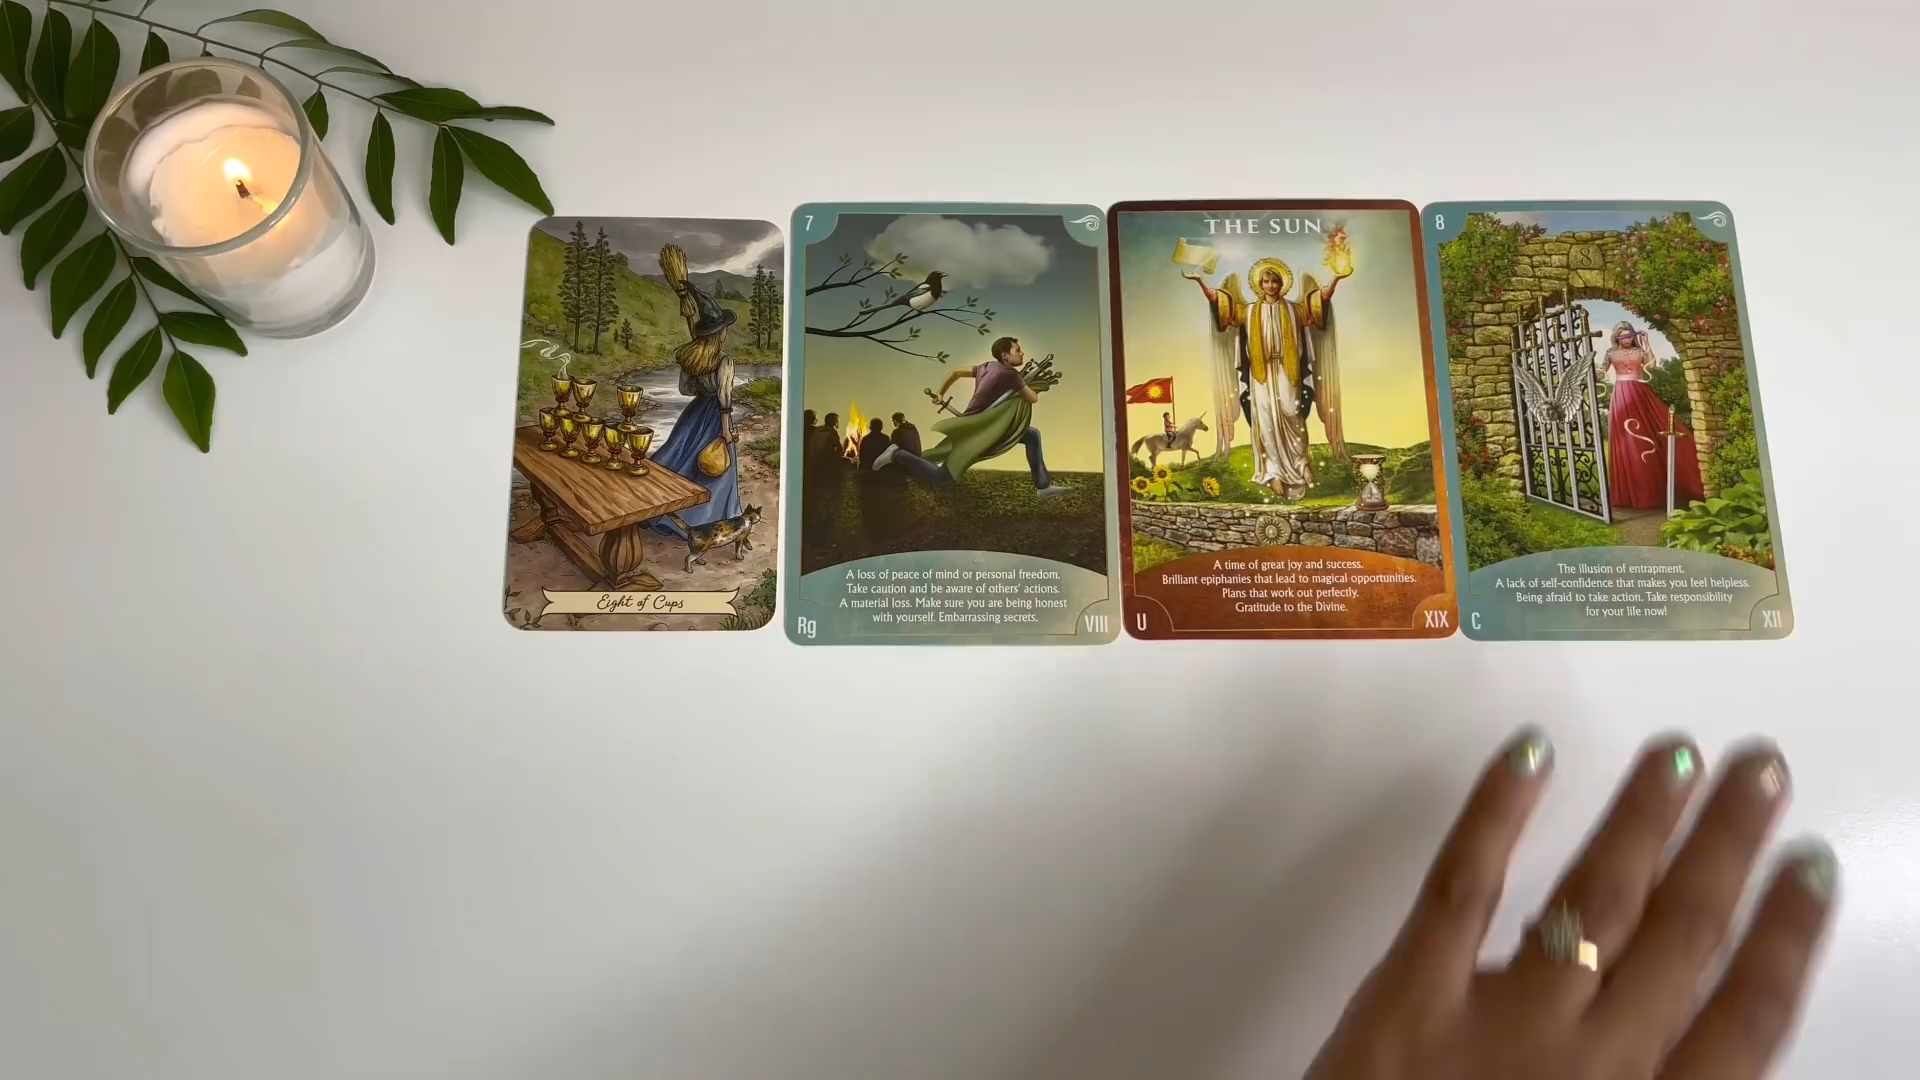 Eight of Cups
7
A loss of peace of mind or personal freedom.
Take caution and be aware of others' actions.
A material loss. Make sure you are being honest
with yourself. Embarrassing secrets.
Rg
VIII
THE SUN
A time of great joy and success.
Brilliant epiphanies that lead to magical opportunities.
Plans that work out perfectly.
Gratitude to the Divine.
U
XIX
8
8
The illusion of entrapment.
A lack of self-confidence that makes you feel helpless.
Being afraid to take action. Take responsibility
for your life now!
C
XII